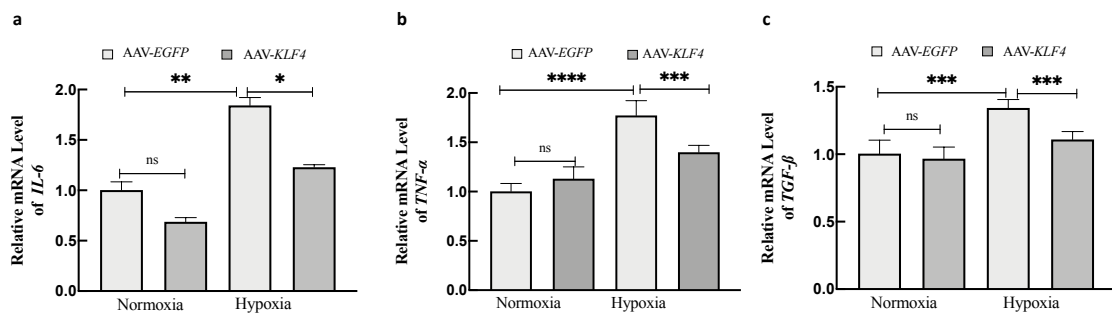 a
AAV-EGFP AAV-KLF4
Relative mRNA Level
of IL-6
2.0
1.5
1.0
0.5
0.0
ns
**
*
Normoxia Hypoxia
b
AAV-EGFP AAV-KLF4
Relative mRNA Level
of TNF-α
2.0
1.5
1.0
0.5
0.0
ns
****
***
Normoxia Hypoxia
c
AAV-EGFP AAV-KLF4
Relative mRNA Level
of TGF-β
1.5
1.0
0.5
0.0
ns
***
***
Normoxia Hypoxia